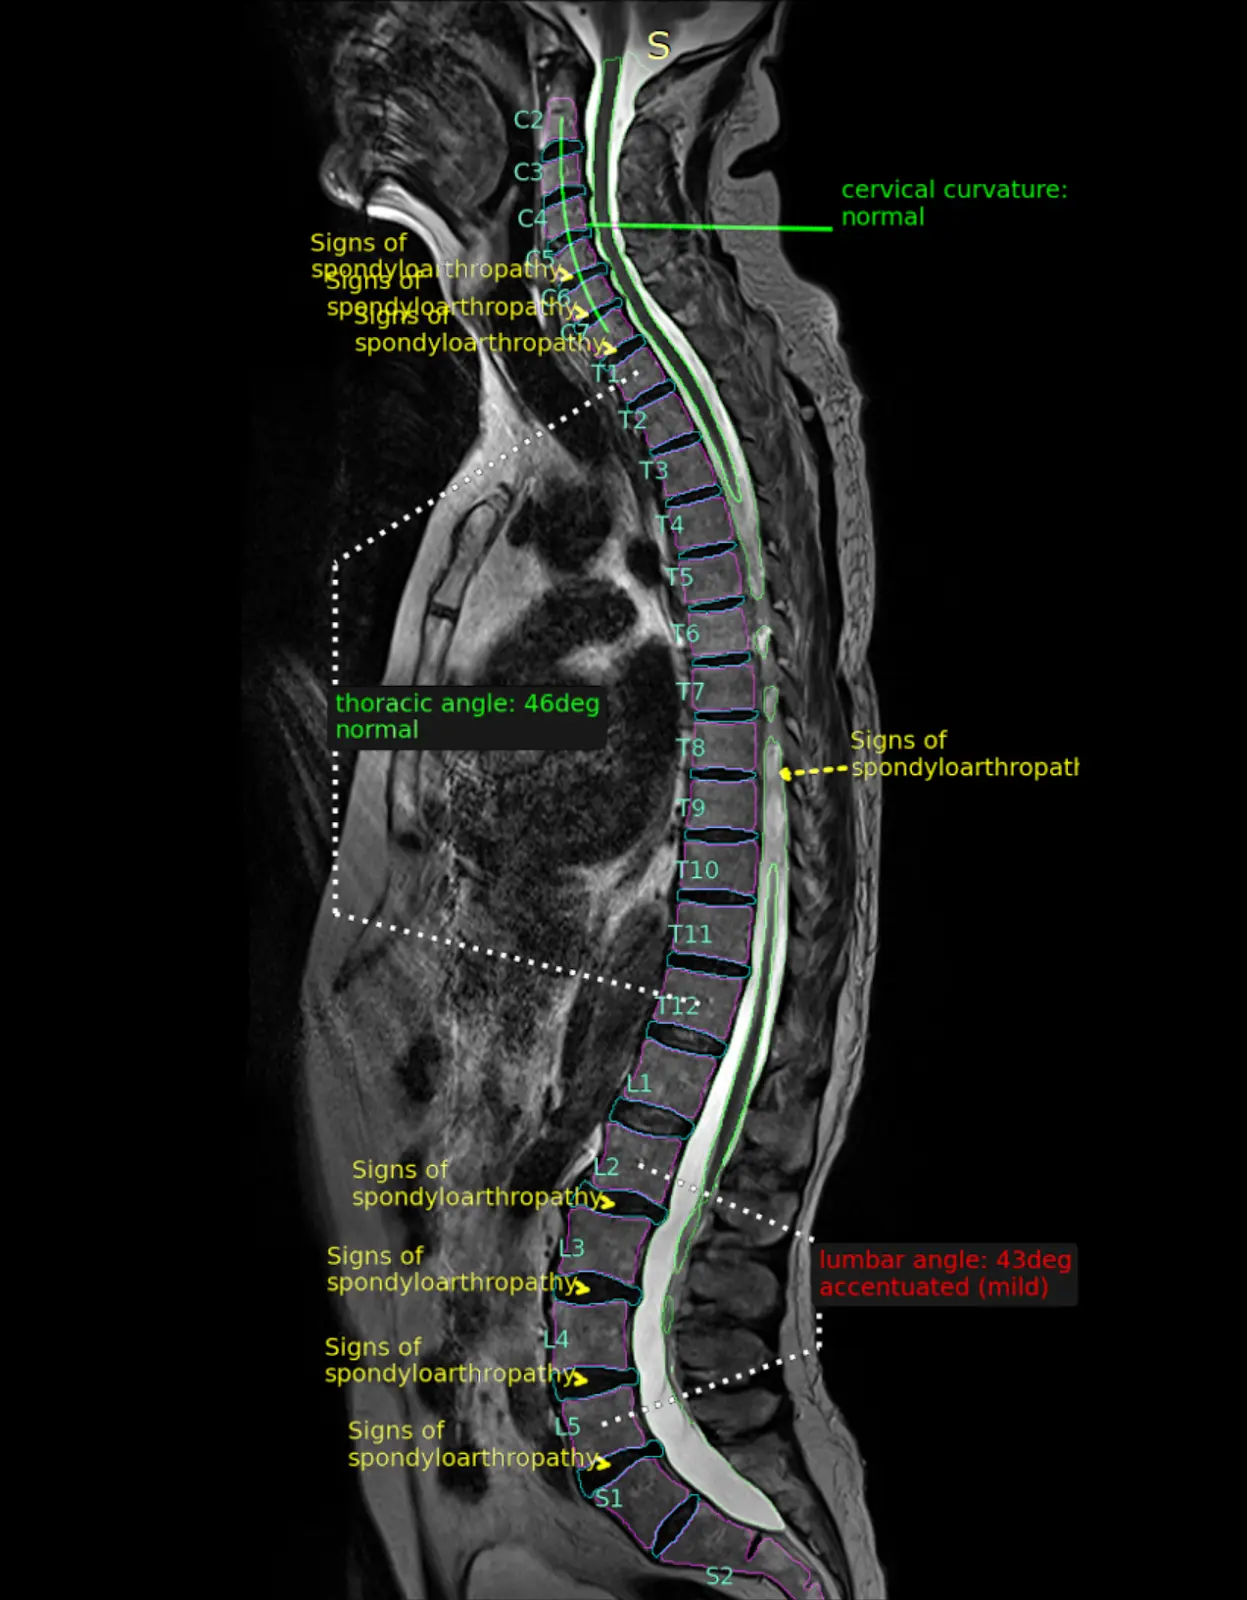 S
C2
C3
cervical curvature:
normal
C4
Signs of
spondyloarthropathy
C5
Signs of
spondyloarthropathy
C6
Signs of
spondyloarthropathy
C7
T1
T2
T3
T4
T5
T6
T7
thoracic angle: 46deg
normal
T8
Signs of
spondyloarthropath
T9
T10
T11
T12
L1
L2
Signs of
spondyloarthropathy
L3
Signs of
spondyloarthropathy
lumbar angle: 43deg
accentuated (mild)
L4
Signs of
spondyloarthropathy
L5
Signs of
spondyloarthropathy
S1
S2